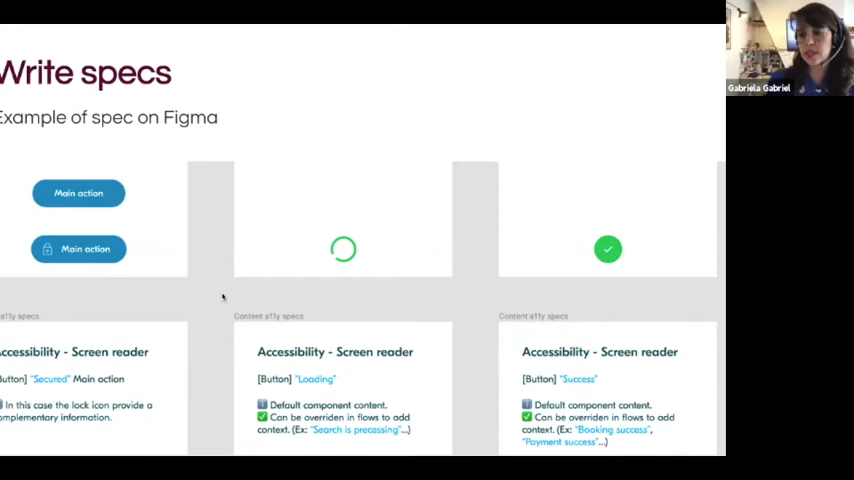 Write specs
Gabriela Gabriel
Example of spec on Figma
Main action
Main action
a11y specs
Content a11y specs
Content a11y specs
Accessibility - Screen reader
Accessibility - Screen reader
Accessibility - Screen reader
Button] “Secured” Main action
[Button] “Loading”
[Button] “Success”
In this case the lock icon provide a
omplementary information.
Default component content.
Can be overriden in flows to add
context. (Ex: “Search is precessing”...)
Default component content.
Can be overriden in flows to add
context. (Ex: “Booking success”,
“Payment success”...)